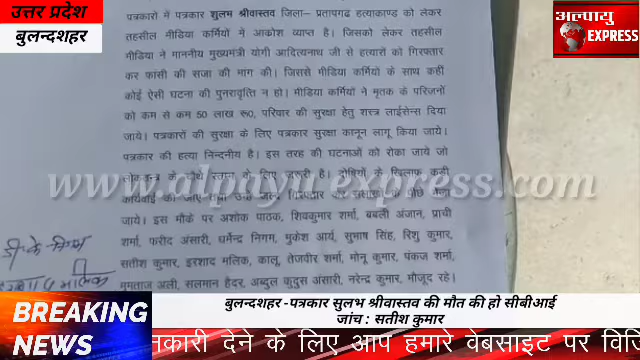 उत्तर प्रदेश
बुलन्दशहर
अल्पायु
EXPRESS
पत्रकारों में पत्रकार सुलभ श्रीवास्तव जिला- प्रतापगढ हत्याकाण्ड को लेकर
तहसील मीडिया कर्मियो ने आकोश व्याप्त है। जिसको लेकर तहसील
मीडिया ने माननीय मुख्यमंत्री योगी आदित्यनाथ जी से हत्यारों को गिरफ्तार
कर फांसी की सजा की मांग की। जिससे मीडिया कर्मियो के साथ कहीं
कोई ऐसी घटना की पुनरावृत्ति न हो। मीडिया कर्मियों ने मृतक के परिजनों
को कम से कम 50 लाख रू0, परिवार की सुरक्षा हेतु शस्त्र लाईसेन्स दिया
जाये। पत्रकारों की सुरक्षा के लिए पत्रकार सुरक्षा कानून लागू किया जाये।
पत्रकार की हत्या निन्दनीय है। इस तरह की घटनाओं को रोका जाये जो
के लिए जरूरी है। दोषियों के खिलाफ कड़ी
www.alpayuexpress.com
कार्यवाई की जाए तथा उन्हें के पीछे भेजा
जाये। इस मौके पर अशोक पाठक, शिवकुमार शर्मा, बबली अंजान, प्राची
शर्मा, फरीद अंसारी, धर्मेन्द्र निगम, मुकेश आर्य, सुभाष सिंह, रिशु कुमार,
सतीश कुमार, इरशाद मलिक, कालू, तेजवीर शर्मा, मोनू कुमार, पंकज शर्मा,
मुमताज अली, सलमान हैदर, अब्दुल कुदुस अंसारी, नरेन्द्र कुमार, मौजूद रहे।
BREAKING
NEWS
बुलन्दशहर -पत्रकार सुलभ श्रीवास्तव की मौत की हो सीबीआई
जांच : सतीश कुमार
नकारी देने के लिए आप हमारे वेबसाइट पर विजि